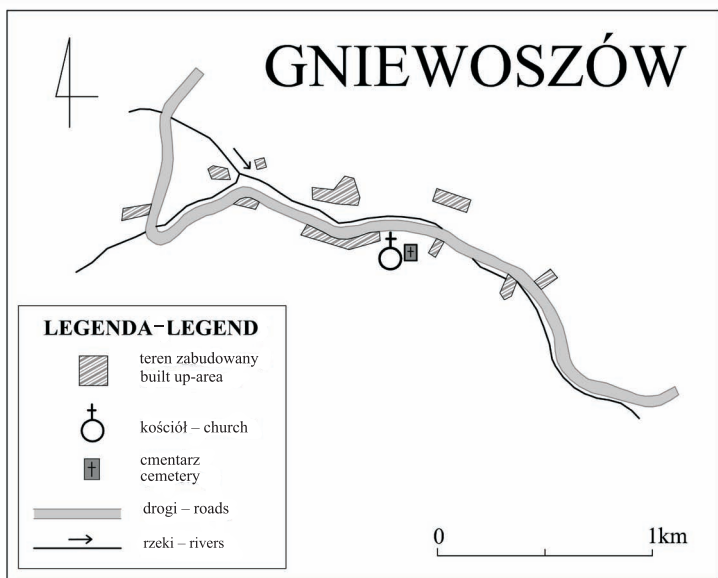 GNIEWOSZÓW
LEGENDA–LEGEND
teren zabudowany
built up-area
kościół – church
cmentarz
cemetery
drogi – roads
rzeki – rivers
0 1km